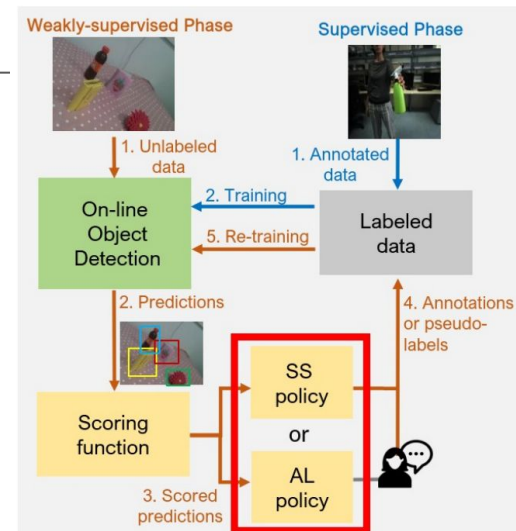 Weakly-supervised Phase
Supervised Phase
1. Unlabeled
data
1. Annotated
data
2. Training
On-line
Object
Detection
Labeled
data
5. Re-training
2. Predictions
4. Annotations
or pseudo-
labels
SS
policy
Scoring
function
or
AL
policy
3. Scored
predictions